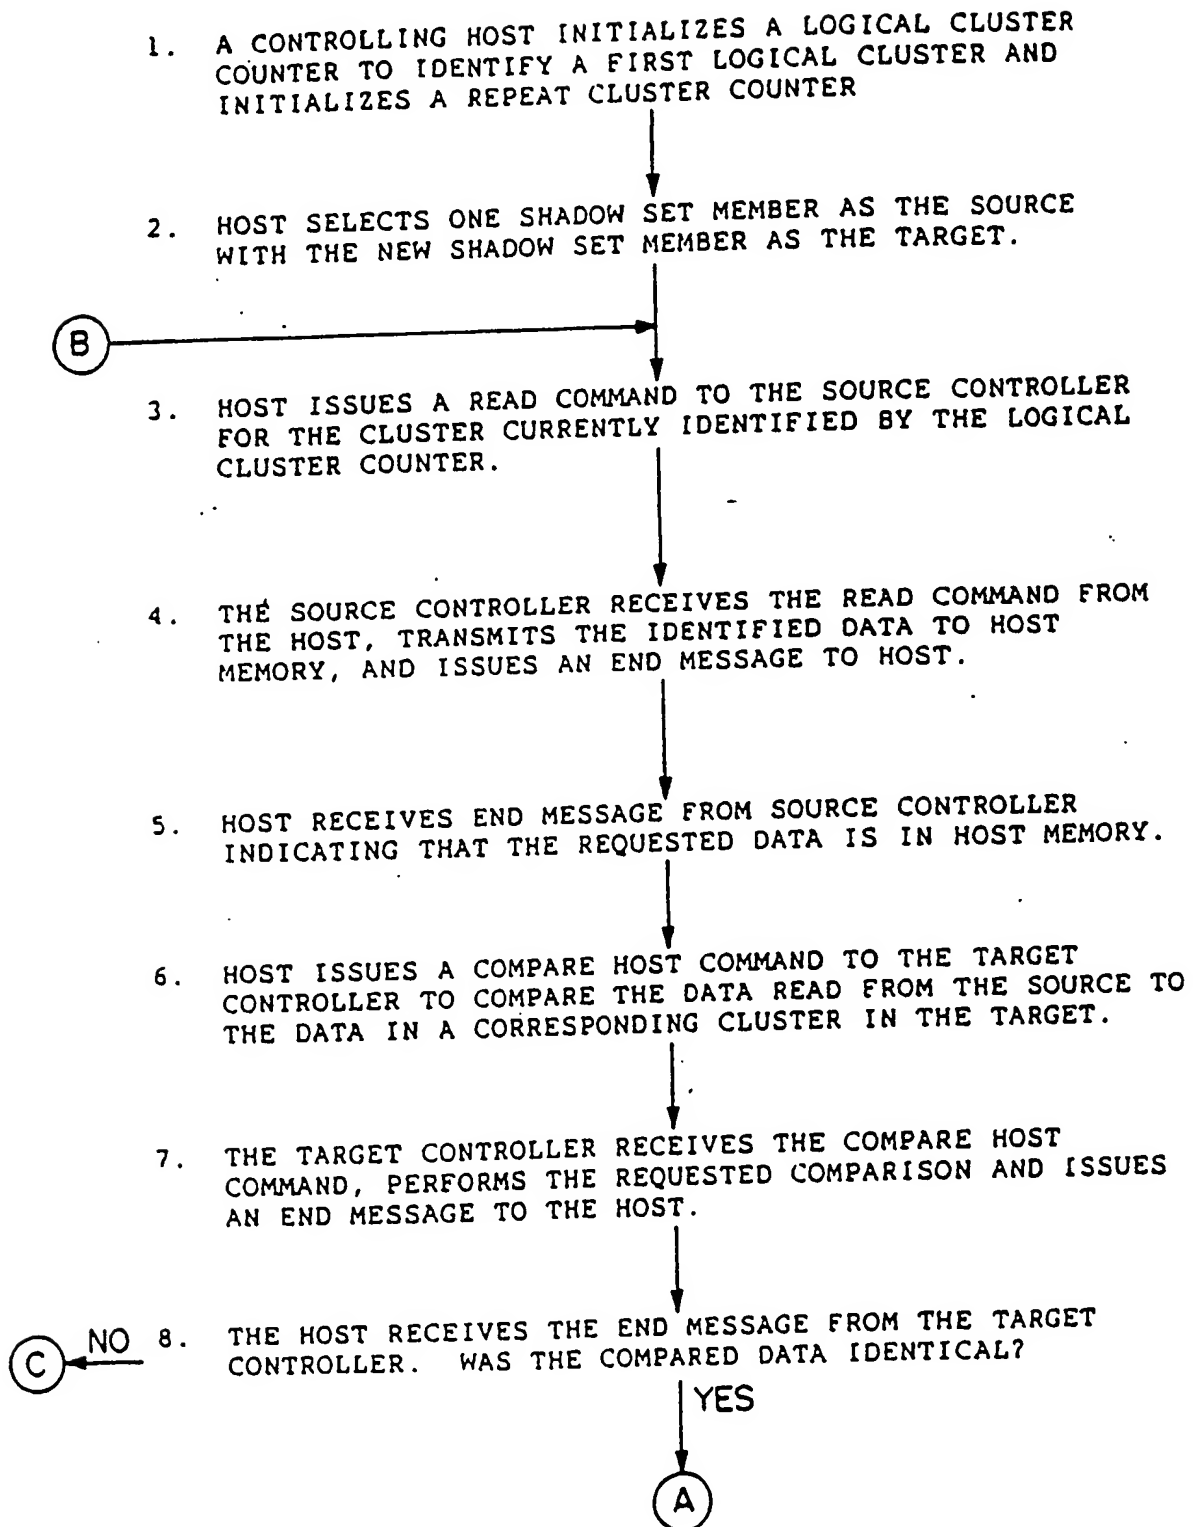 1. A CONTROLLING HOST INITIALIZES A LOGICAL CLUSTER
COUNTER TO IDENTIFY A FIRST LOGICAL CLUSTER AND
INITIALIZES A REPEAT CLUSTER COUNTER
2. HOST SELECTS ONE SHADOW SET MEMBER AS THE SOURCE
WITH THE NEW SHADOW SET MEMBER AS THE TARGET.
B
3. HOST ISSUES A READ COMMAND TO THE SOURCE CONTROLLER
FOR THE CLUSTER CURRENTLY IDENTIFIED BY THE LOGICAL
CLUSTER COUNTER.
4. THE SOURCE CONTROLLER RECEIVES THE READ COMMAND FROM
THE HOST, TRANSMITS THE IDENTIFIED DATA TO HOST
MEMORY, AND ISSUES AN END MESSAGE TO HOST.
5. HOST RECEIVES END MESSAGE FROM SOURCE CONTROLLER
INDICATING THAT THE REQUESTED DATA IS IN HOST MEMORY.
6. HOST ISSUES A COMPARE HOST COMMAND TO THE TARGET
CONTROLLER TO COMPARE THE DATA READ FROM THE SOURCE TO
THE DATA IN A CORRESPONDING CLUSTER IN THE TARGET.
7. THE TARGET CONTROLLER RECEIVES THE COMPARE HOST
COMMAND, PERFORMS THE REQUESTED COMPARISON AND ISSUES
AN END MESSAGE TO THE HOST.
C NO 8. THE HOST RECEIVES THE END MESSAGE FROM THE TARGET
CONTROLLER. WAS THE COMPARED DATA IDENTICAL?
YES
A